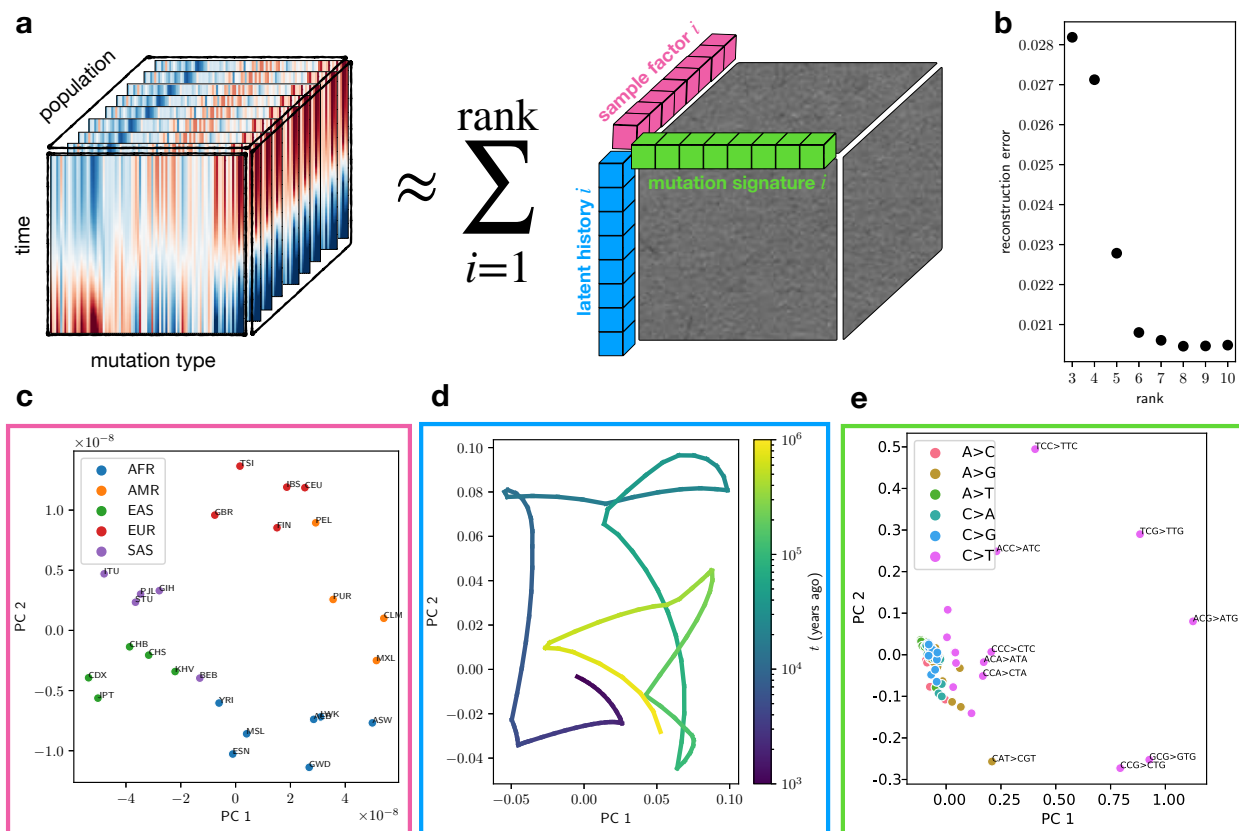 a
population
time
mutation type
≈
rank
∑
i=1
sample factor i
mutation signature i
latent history i
b
0.028
0.027
0.026
0.025
0.024
0.023
0.022
0.021
reconstruction error
3 4 5 6 7 8 9 10
rank
c
×10⁻⁸
AFR
AMR
EAS
EUR
SAS
TSI
IBS
CEU
GBR
FIN
PEL
ITU
PJL
GIH
STU
PUR
CLM
CHB
CHS
KHV
BEB
MXL
CDX
JPT
YRI
LWK
ASW
MSL
ESN
GWD
1.0
0.5
0.0
−0.5
−1.0
PC 2
−4 −2 0 2 4
×10⁻⁸
PC 1
d
0.10
0.08
0.06
0.04
0.02
0.00
−0.02
−0.04
PC 2
−0.05 0.00 0.05 0.10
PC 1
10⁶
10⁵
10⁴
10³
t (years ago)
e
A>C
A>G
A>T
C>A
C>G
C>T
TCC>TTC
TCG>TTG
ACC>ATC
ACG>ATG
CCC>CTC
ACA>ATA
CCA>CTA
CAT>CGT
GCG>GTG
CCG>CTG
0.5
0.4
0.3
0.2
0.1
0.0
-0.1
-0.2
-0.3
PC 2
0.00 0.25 0.50 0.75 1.00
PC 1